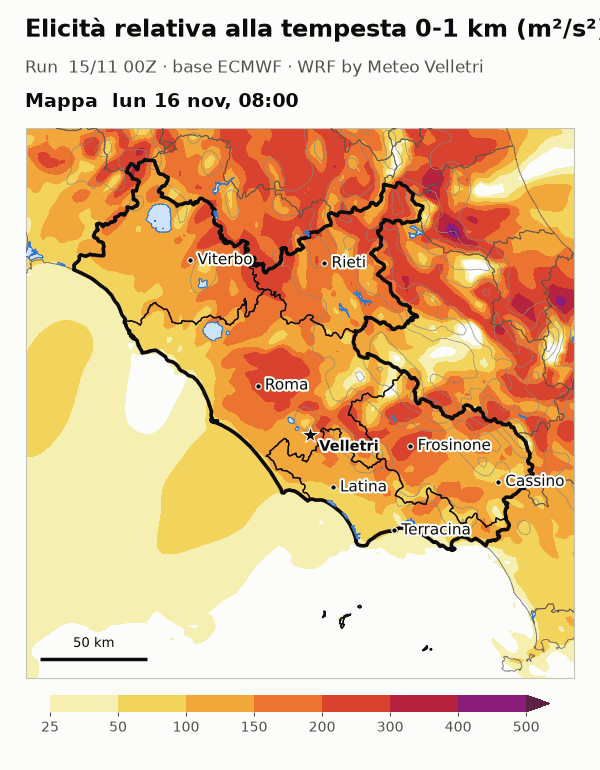 Elicità relativa alla tempesta 0-1 km (m²/s²)
Run 15/11 00Z · base ECMWF · WRF by Meteo Velletri
Mappa lun 16 nov, 08:00
Viterbo
Rieti
Roma
Velletri
Frosinone
Cassino
Latina
Terracina
50 km
25 50 100 150 200 300 400 500